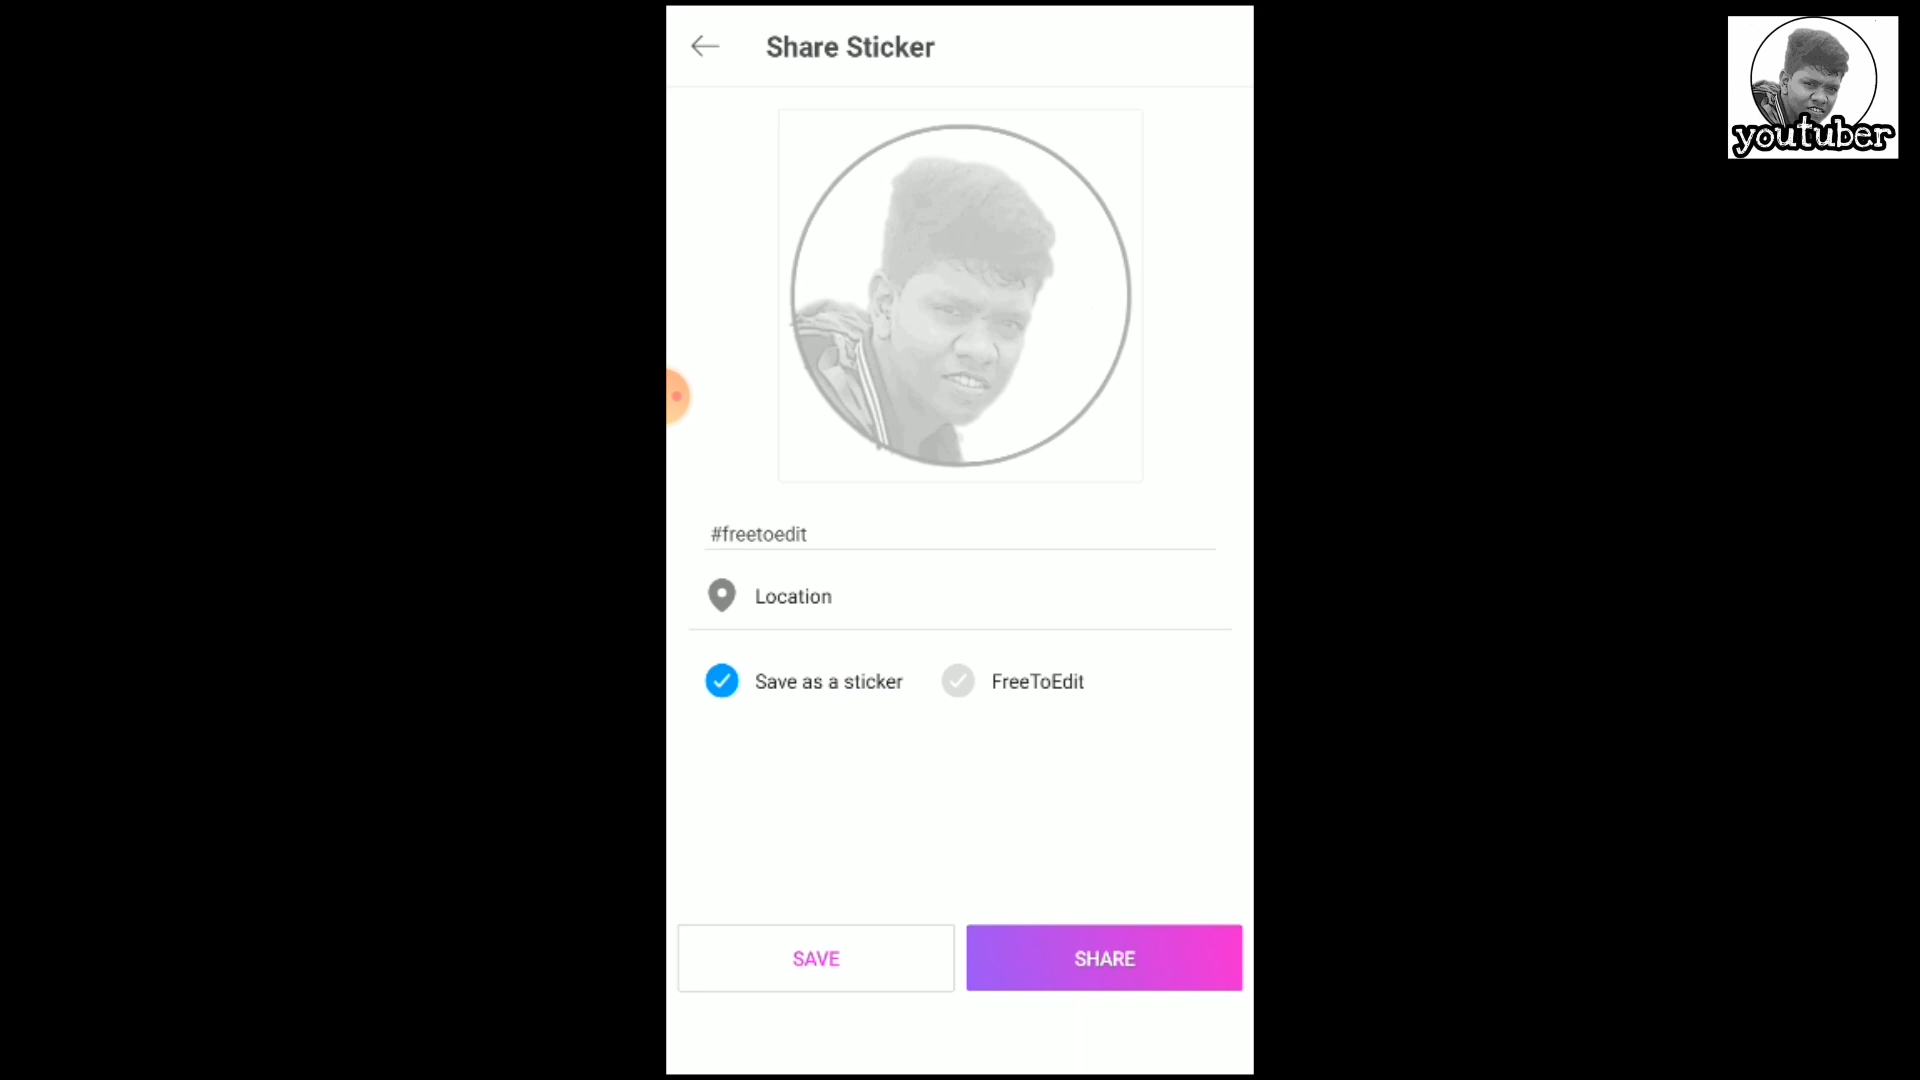 Share Sticker
youtuber
#freetoedit
Location
Save as a sticker
FreeToEdit
SAVE
SHARE